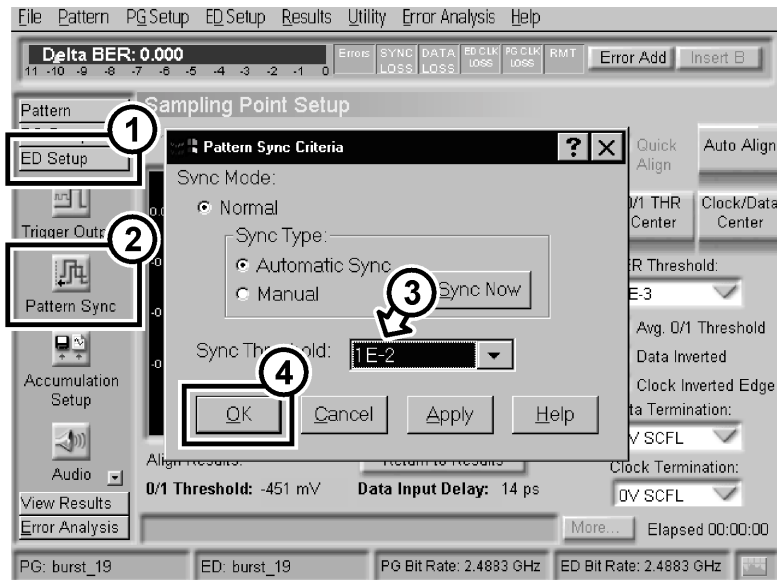 File Pattern PG Setup ED Setup Results Utility Error Analysis Help
Delta BER: 0.000
11 -10 -9 -8 -7 -6 -5 -4 -3 -2 -1 0
Errors SYNC LOSS DATA LOSS ED CLK LOSS PG CLK LOSS RMT Error Add Insert B
Pattern
Sampling Point Setup
1
ED Setup
Pattern Sync Criteria
? X
Quick Align
Auto Align
Sync Mode:
Normal
0/1 THR Center
Clock/Data Center
Trigger
2
Sync Type:
Automatic Sync
3
Manual
Sync Now
Pattern Sync
E-3
Avg. 0/1 Threshold
Sync Threshold:
1E-2
Data Inverted
4
Accumulation Setup
Clock Inverted Edge
OK Cancel Apply Help
Audio
0V SCFL
Align Results:
Return to Results
Clock Termination:
0/1 Threshold: -451 mV Data Input Delay: 14 ps
0V SCFL
View Results
Error Analysis
More... Elapsed 00:00:00
PG: burst_19 ED: burst_19 PG Bit Rate: 2.4883 GHz ED Bit Rate: 2.4883 GHz